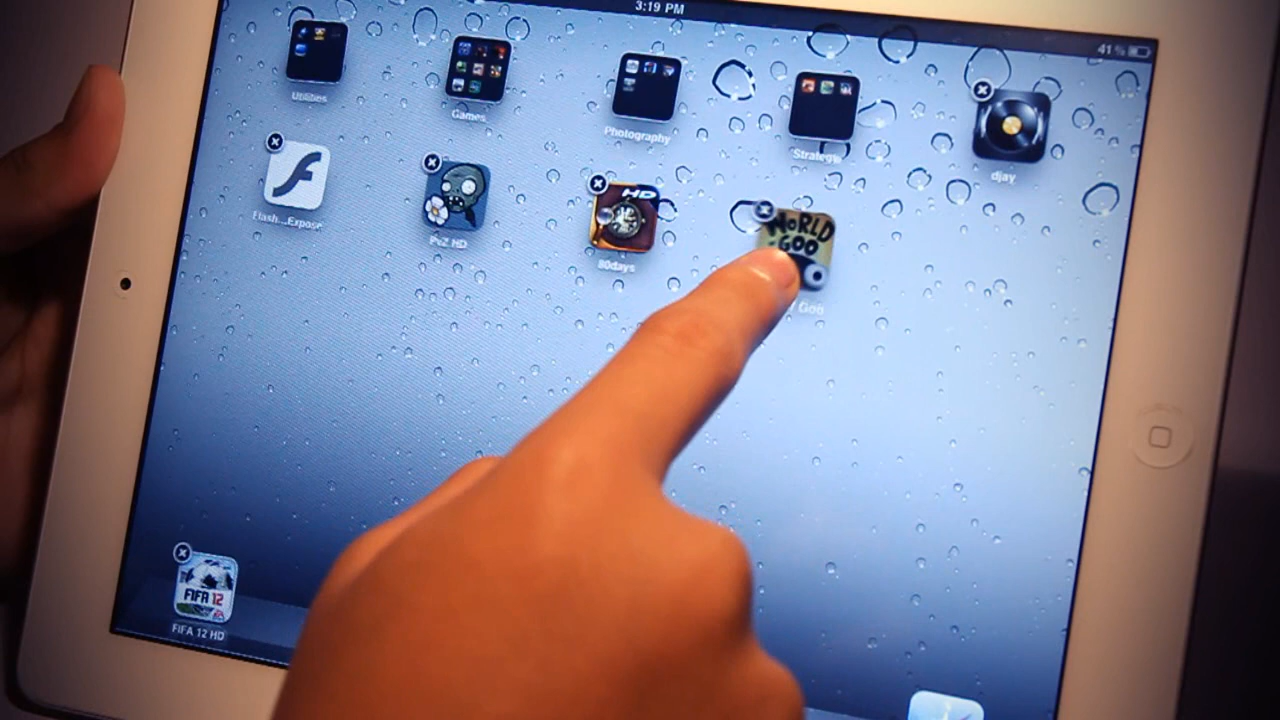 3:19 PM
41%
Utilities
Games
Photography
Strategy
djay
Flash...Expose
PvZ HD
HD
80days
WORLD
GOO
Goo
FIFA 12
EA
FIFA 12 HD